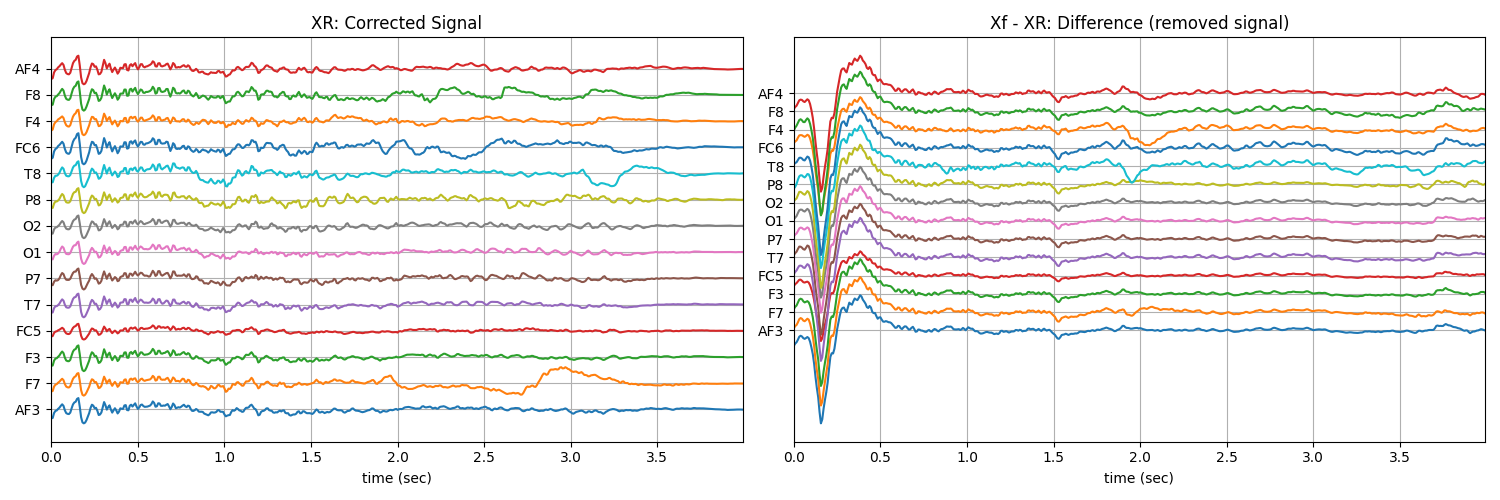 XR: Corrected Signal
AF4
F8
F4
FC6
T8
P8
O2
O1
P7
T7
FC5
F3
F7
AF3
0.0 0.5 1.0 1.5 2.0 2.5 3.0 3.5
time (sec)
Xf - XR: Difference (removed signal)
AF4
F8
F4
FC6
T8
P8
O2
O1
P7
T7
FC5
F3
F7
AF3
0.0 0.5 1.0 1.5 2.0 2.5 3.0 3.5
time (sec)